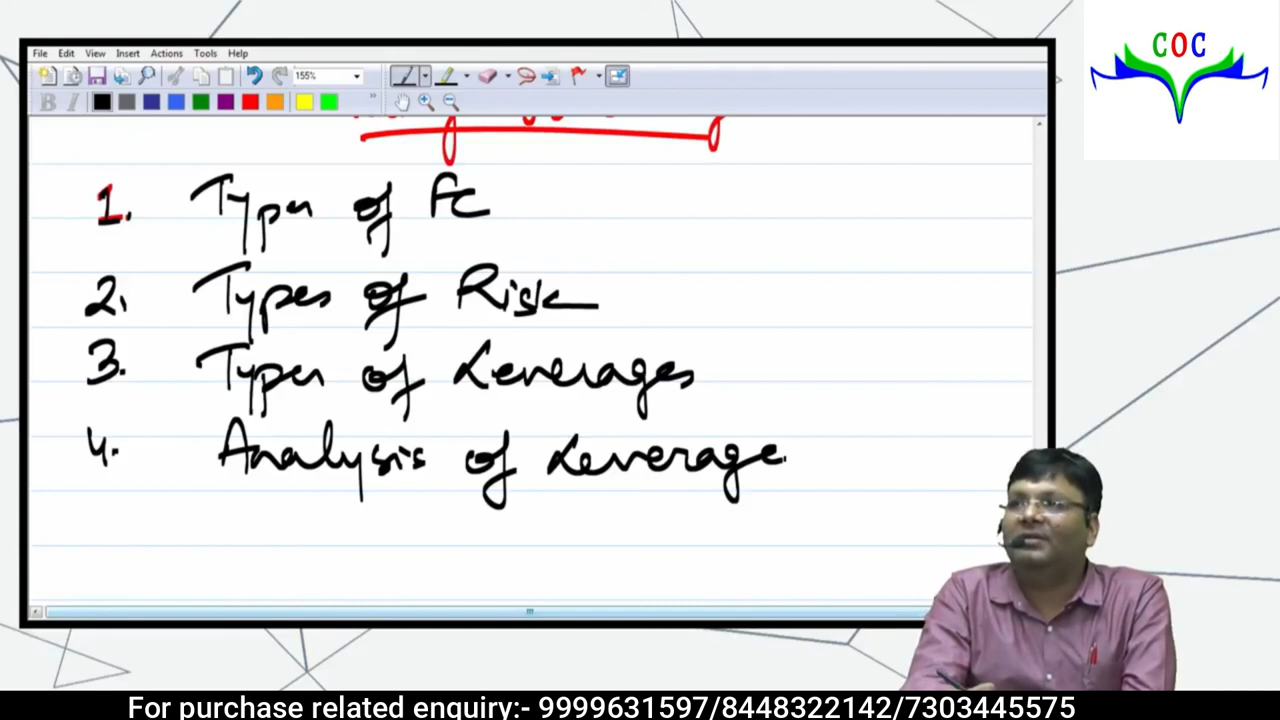 COC
File Edit View Insert Actions Tools Help
155%
B I
1. Types of FC
2. Types of Risk
3. Types of Leverages
4. Analysis of Leverage
For purchase related enquiry:- 9999631597/8448322142/7303445575